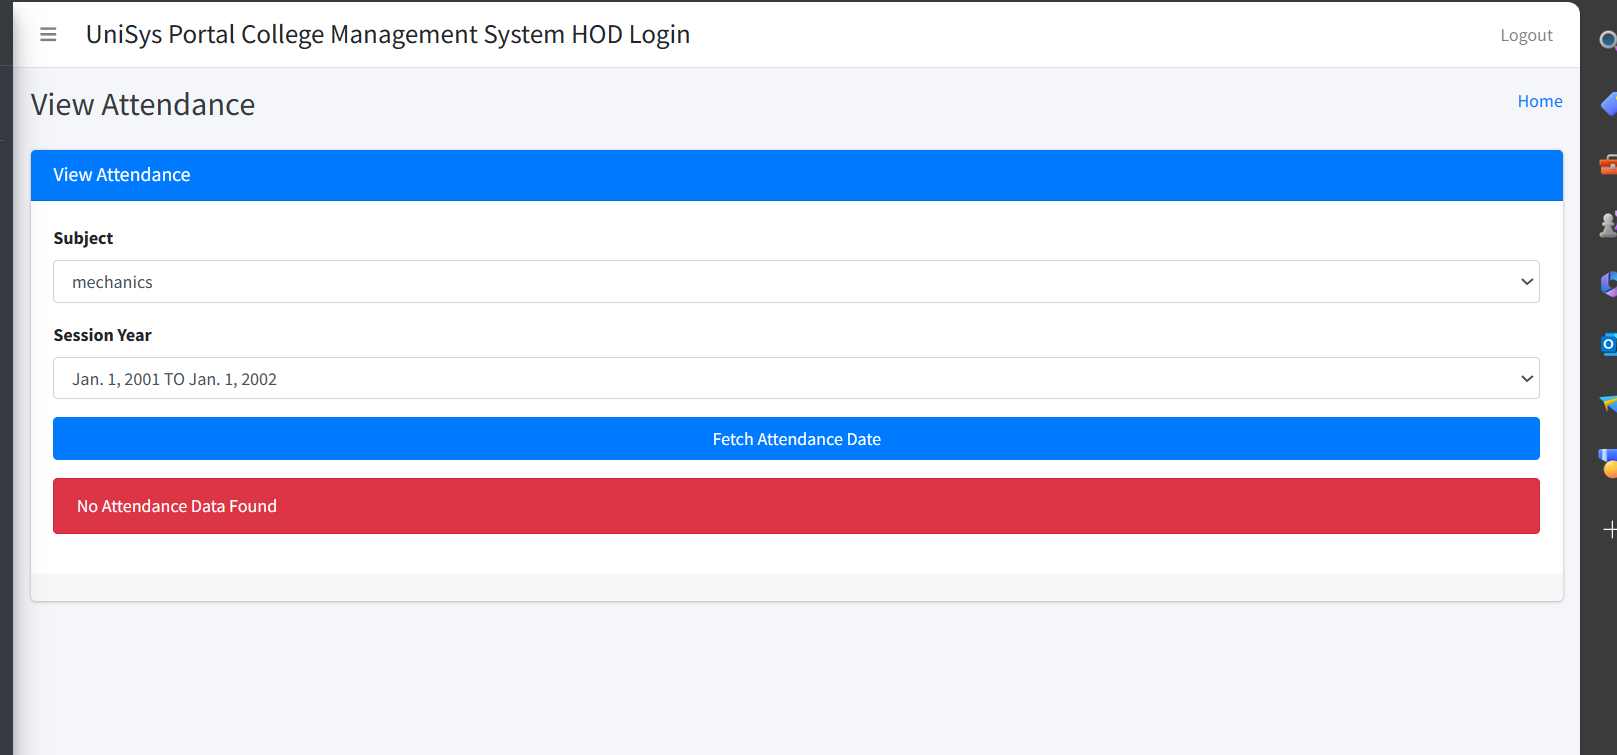 UniSys Portal College Management System HOD Login
Logout
View Attendance
Home
View Attendance
Subject
mechanics
Session Year
Jan. 1, 2001 TO Jan. 1, 2002
Fetch Attendance Date
No Attendance Data Found